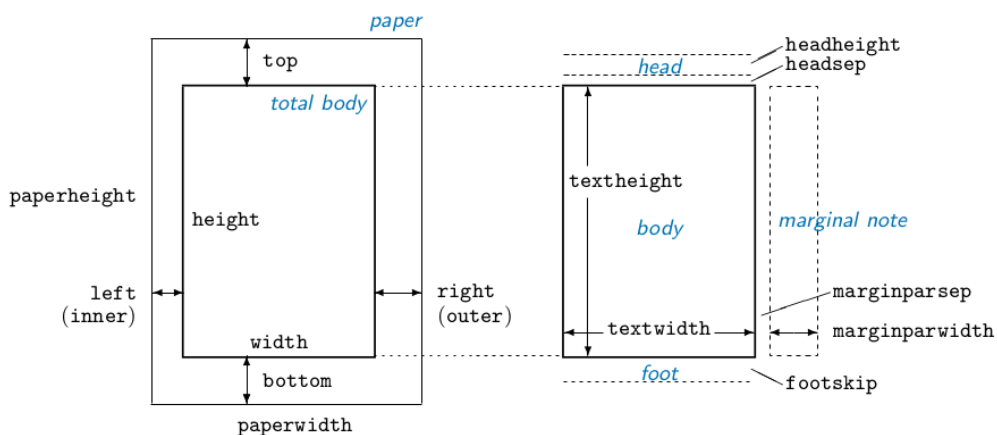 paper
top
total body
paperheight
height
left
(inner)
right
(outer)
width
bottom
paperwidth
headheight
head
headsep
textheight
body
marginal note
marginparsep
textwidth
marginparwidth
foot
footskip